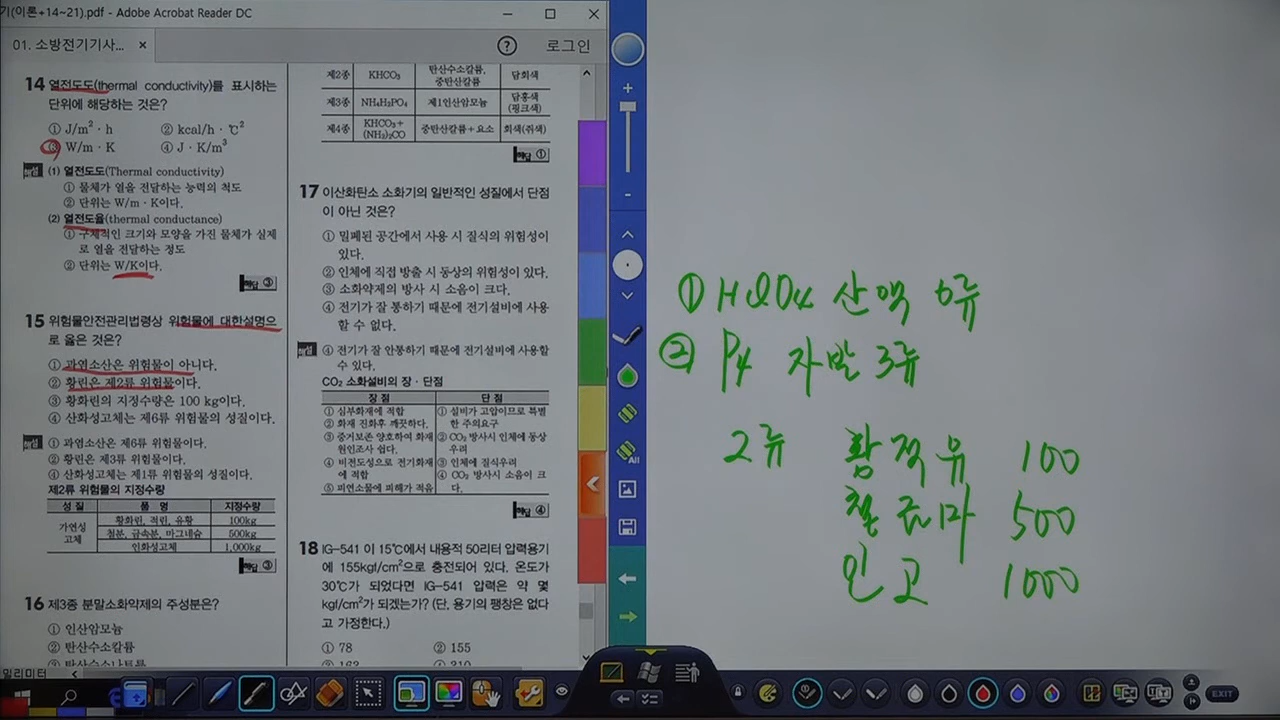 기(이론+14~21).pdf - Adobe Acrobat Reader DC
01. 소방전기기사...
로그인
14 열전도도(thermal conductivity)를 표시하는
단위에 해당하는 것은?
① J/m²·h ② kcal/h·℃²
③ W/m·K ④ J·K/m³
해설 (1) 열전도도(Thermal conductivity)
① 물체가 열을 전달하는 능력의 척도
② 단위는 W/m·K이다.
(2) 열전도율(thermal conductance)
① 구체적인 크기와 모양을 가진 물체가 실제
로 열을 전달하는 정도
② 단위는 W/K이다.
해답 ③
15 위험물안전관리법령상 위험물에 대한설명으
로 옳은 것은?
① 과염소산은 위험물이 아니다.
② 황린은 제2류 위험물이다.
③ 황화린의 지정수량은 100 kg이다.
④ 산화성고체는 제6류 위험물의 성질이다.
해설 ① 과염소산은 제6류 위험물이다.
② 황린은 제3류 위험물이다.
④ 산화성고체는 제1류 위험물의 성질이다.
제2류 위험물의 지정수량
성 질 품 명 지정수량
가연성
고체
황화린, 적린, 유황 100kg
철분, 금속분, 마그네슘 500kg
인화성고체 1,000kg
해답 ③
16 제3종 분말소화약제의 주성분은?
① 인산암모늄
② 탄산수소칼륨
③ 탄산수소나트륨
밀리미터
제2종 KHCO₃ 탄산수소칼륨, 중탄산칼륨 담회색
제3종 NH₄H₂PO₄ 제1인산암모늄 담홍색(핑크색)
제4종 KHCO₃+(NH₂)₂CO 중탄산칼륨+요소 회색(쥐색)
해답 ①
17 이산화탄소 소화기의 일반적인 성질에서 단점
이 아닌 것은?
① 밀폐된 공간에서 사용 시 질식의 위험성이
있다.
② 인체에 직접 방출 시 동상의 위험성이 있다.
③ 소화약제의 방사 시 소음이 크다.
④ 전기가 잘 통하기 때문에 전기설비에 사용
할 수 없다.
해설 ④ 전기가 잘 안통하기 때문에 전기설비에 사용할
수 있다.
CO₂ 소화설비의 장·단점
장 점 단 점
① 심부화재에 적합
② 화재 진화후 깨끗하다.
③ 증거보존 양호하여 화재
원인조사 쉽다.
④ 비전도성으로 전기화재
에 적합
⑤ 피연소물에 피해가 적음
① 설비가 고압이므로 특별
한 주의요구
② CO₂ 방사시 인체에 동상
우려
③ 인체에 질식우려
④ CO₂ 방사시 소음이 크
다.
해답 ④
18 IG-541 이 15℃에서 내용적 50리터 압력용기
에 155kgf/cm²으로 충전되어 있다. 온도가
30℃가 되었다면 IG-541 압력은 약 몇
kgf/cm²가 되겠는가? (단, 용기의 팽창은 없다
고 가정한다.)
① 78 ② 155
③ 163 ④ 310
All
EXIT
① HClO4 산액 6류
② P4 자발 3류
2류 황적유 100
철금마 500
인고 1000